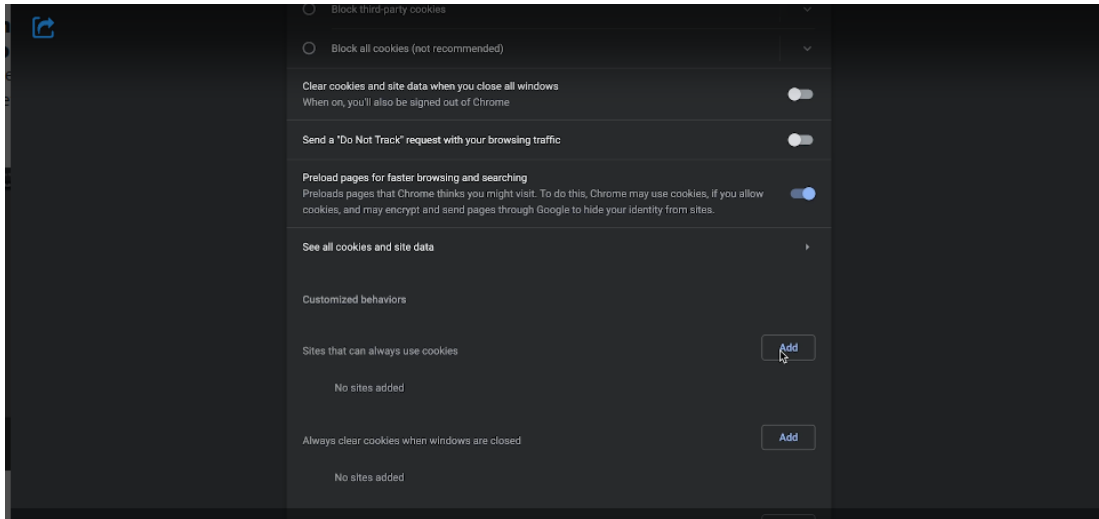 Block third-party cookies
Block all cookies (not recommended)
Clear cookies and site data when you close all windows
When on, you'll also be signed out of Chrome
Send a "Do Not Track" request with your browsing traffic
Preload pages for faster browsing and searching
Preloads pages that Chrome thinks you might visit. To do this, Chrome may use cookies, if you allow
cookies, and may encrypt and send pages through Google to hide your identity from sites.
See all cookies and site data
Customized behaviors
Sites that can always use cookies
Add
No sites added
Always clear cookies when windows are closed
Add
No sites added